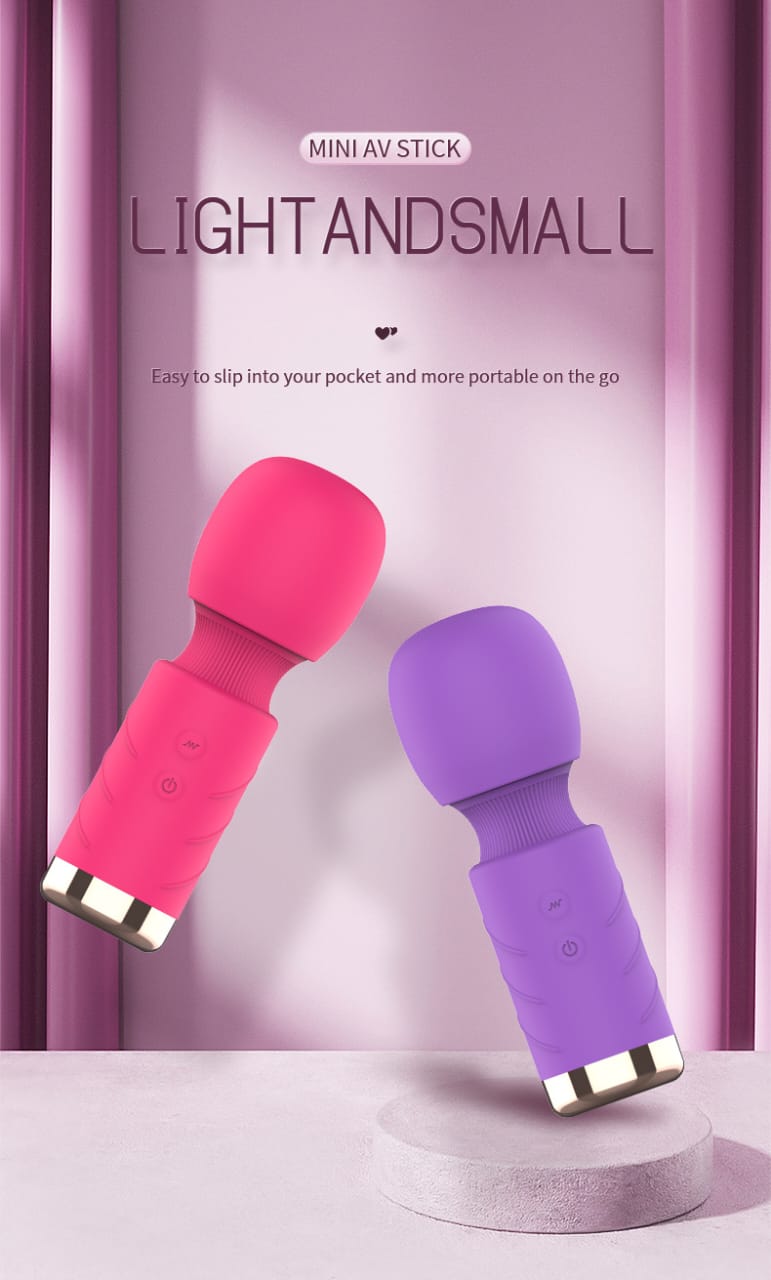 MINI AV STICK
LIGHTANDSMALL
Easy to slip into your pocket and more portable on the go